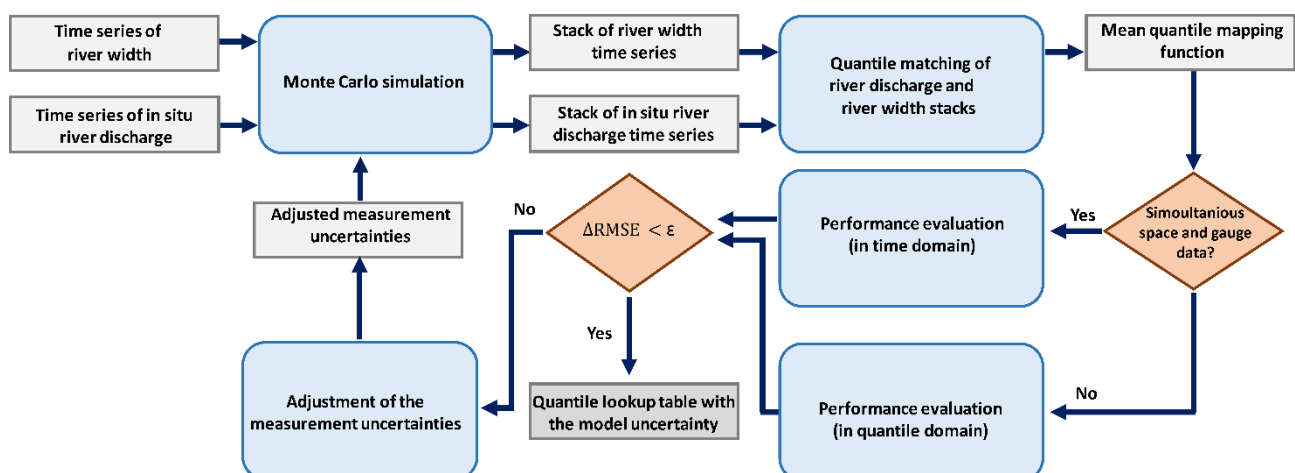 Time series of
river width
Time series of in situ
river discharge
Monte Carlo simulation
Stack of river width
time series
Stack of in situ river
discharge time series
Quantile matching of
river discharge and
river width stacks
Mean quantile mapping
function
Simoultanious
space and gauge
data?
Yes
No
Performance evaluation
(in time domain)
Performance evaluation
(in quantile domain)
ΔRMSE < ε
No
Yes
Quantile lookup table with
the model uncertainty
Adjustment of the
measurement uncertainties
Adjusted measurement
uncertainties